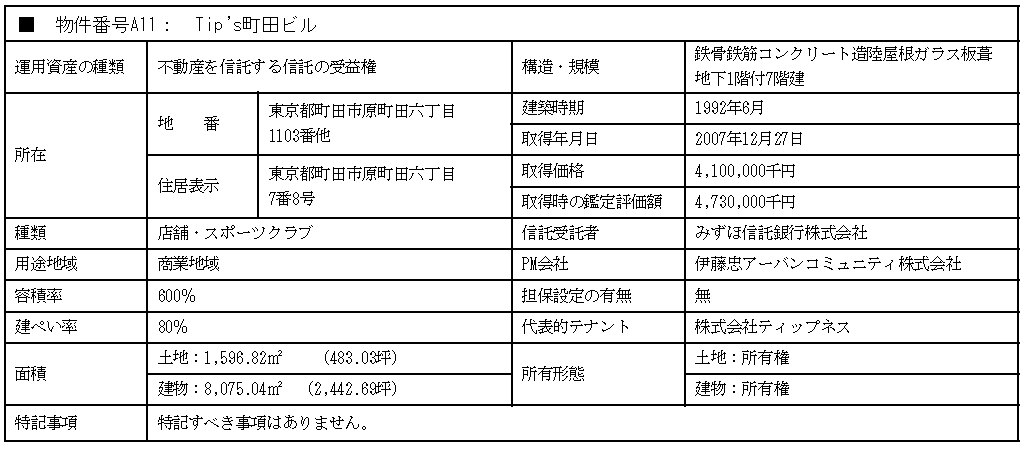 ■ 物件番号A11： Tip's町田ビル
運用資産の種類 不動産を信託する信託の受益権 構造・規模 鉄骨鉄筋コンクリート造陸屋根ガラス板葺
地下1階付7階建
所在 地 番 東京都町田市原町田六丁目
1103番他
住居表示 東京都町田市原町田六丁目
7番8号
建築時期 1992年6月
取得年月日 2007年12月27日
取得価格 4,100,000千円
取得時の鑑定評価額 4,730,000千円
種類 店舗・スポーツクラブ 信託受託者 みずほ信託銀行株式会社
用途地域 商業地域 PM会社 伊藤忠アーバンコミュニティ株式会社
容積率 600% 担保設定の有無 無
建ぺい率 80% 代表的テナント 株式会社ティップネス
面積 土地：1,596.82㎡ (483.03坪) 所有形態 土地：所有権
建物：8,075.04㎡ (2,442.69坪) 建物：所有権
特記事項 特記すべき事項はありません。